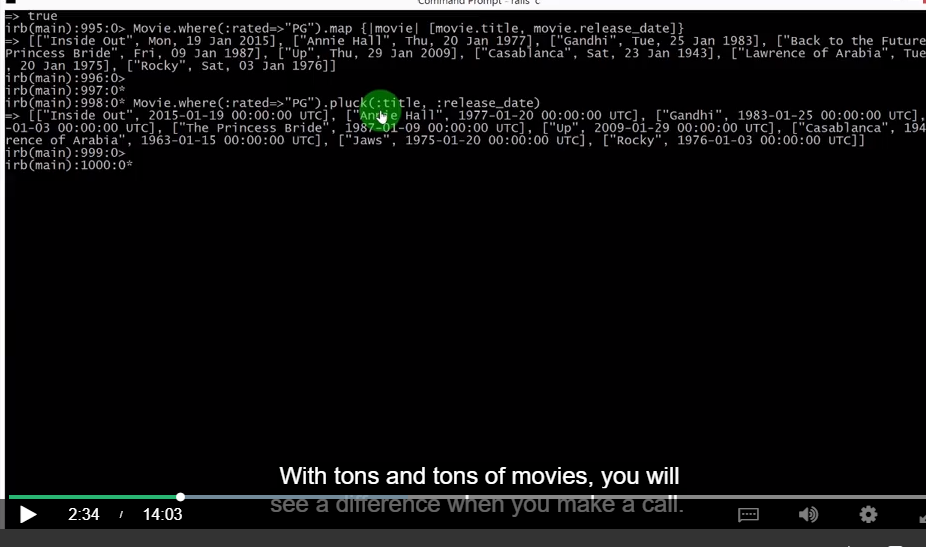 Command Prompt - rails c
=> true
irb(main):995:0> Movie.where(:rated=>"PG").map {|movie| [movie.title, movie.release_date]}
=> [["Inside Out", Mon, 19 Jan 2015], ["Annie Hall", Thu, 20 Jan 1977], ["Gandhi", Tue, 25 Jan 1983], ["Back to the Future
Princess Bride", Fri, 09 Jan 1987], ["Up", Thu, 29 Jan 2009], ["Casablanca", Sat, 23 Jan 1943], ["Lawrence of Arabia", Tue
, 20 Jan 1975], ["Rocky", Sat, 03 Jan 1976]]
irb(main):996:0>
irb(main):997:0*
irb(main):998:0* Movie.where(:rated=>"PG").pluck(:title, :release_date)
=> [["Inside Out", 2015-01-19 00:00:00 UTC], ["Annie Hall", 1977-01-20 00:00:00 UTC], ["Gandhi", 1983-01-25 00:00:00 UTC],
-01-03 00:00:00 UTC], ["The Princess Bride", 1987-01-09 00:00:00 UTC], ["Up", 2009-01-29 00:00:00 UTC], ["Casablanca", 194
rence of Arabia", 1963-01-15 00:00:00 UTC], ["Jaws", 1975-01-20 00:00:00 UTC], ["Rocky", 1976-01-03 00:00:00 UTC]]
irb(main):999:0>
irb(main):1000:0*
With tons and tons of movies, you will
see a difference when you make a call.
2:34 / 14:03